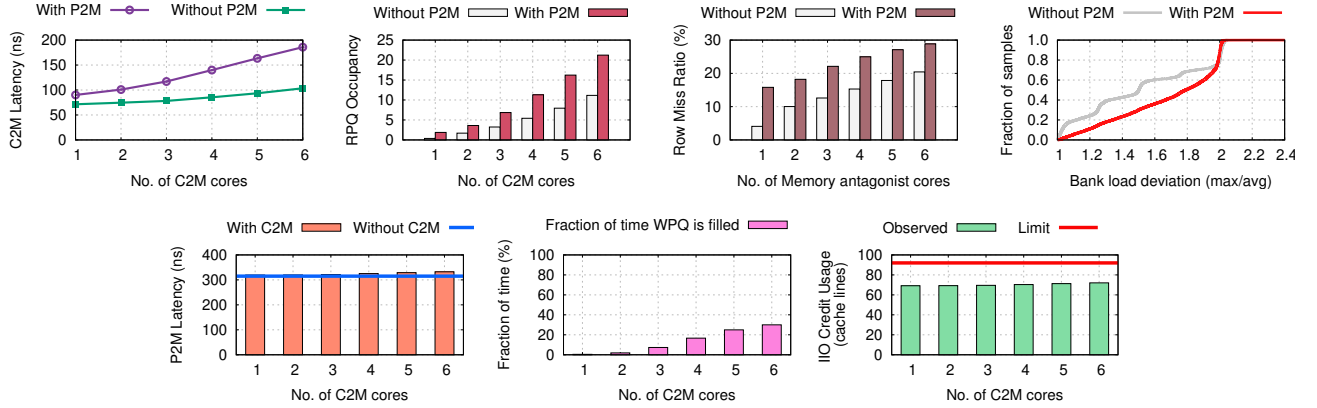 With P2M Without P2M
C2M Latency (ns)
200
150
100
50
0
1 2 3 4 5 6
No. of C2M cores
Without P2M With P2M
RPQ Occupancy
25
20
15
10
5
0
1 2 3 4 5 6
No. of C2M cores
Without P2M With P2M
Row Miss Ratio (%)
30
20
10
0
1 2 3 4 5 6
No. of Memory antagonist cores
Without P2M With P2M
Fraction of samples
1.0
0.8
0.6
0.4
0.2
0.0
1 1.2 1.4 1.6 1.8 2 2.2 2.4
Bank load deviation (max/avg)
With C2M Without C2M
P2M Latency (ns)
400
300
200
100
0
1 2 3 4 5 6
No. of C2M cores
Fraction of time WPQ is filled
Fraction of time (%)
100
80
60
40
20
0
1 2 3 4 5 6
No. of C2M cores
Observed Limit
IIO Credit Usage
(cache lines)
100
80
60
40
20
0
1 2 3 4 5 6
No. of C2M cores